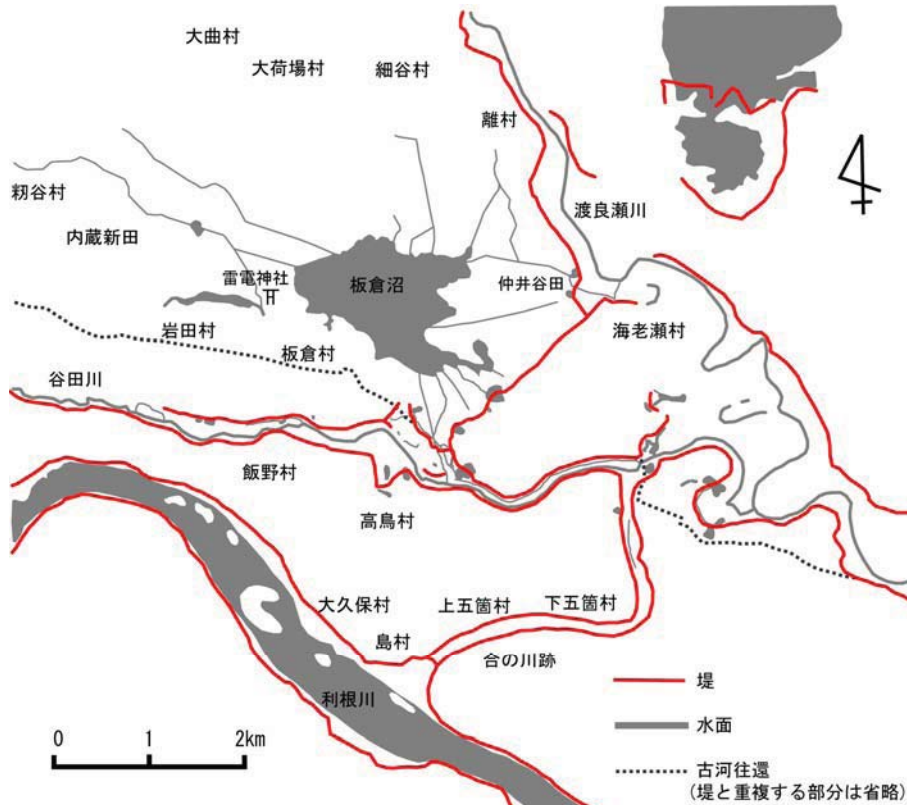 大曲村
大荷場村
細谷村
離村
籾谷村
渡良瀬川
内蔵新田
雷電神社
板倉沼
仲井谷田
岩田村
海老瀬村
板倉村
谷田川
飯野村
高鳥村
大久保村
上五箇村
下五箇村
島村
合の川跡
利根川
堤
水面
古河往還
(堤と重複する部分は省略)
0 1 2km